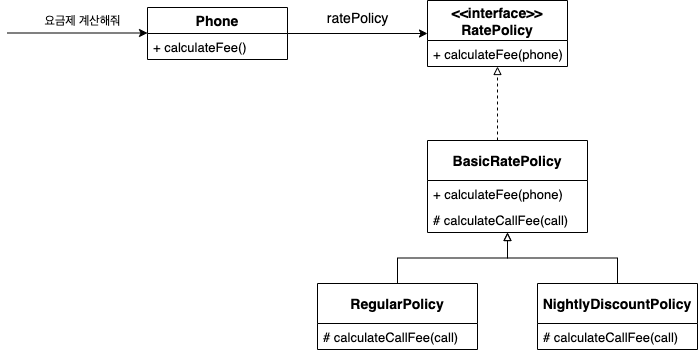 요금제 계산해줘
Phone
+ calculateFee()
ratePolicy
<<interface>>
RatePolicy
+ calculateFee(phone)
BasicRatePolicy
+ calculateFee(phone)
# calculateCallFee(call)
RegularPolicy
# calculateCallFee(call)
NightlyDiscountPolicy
# calculateCallFee(call)